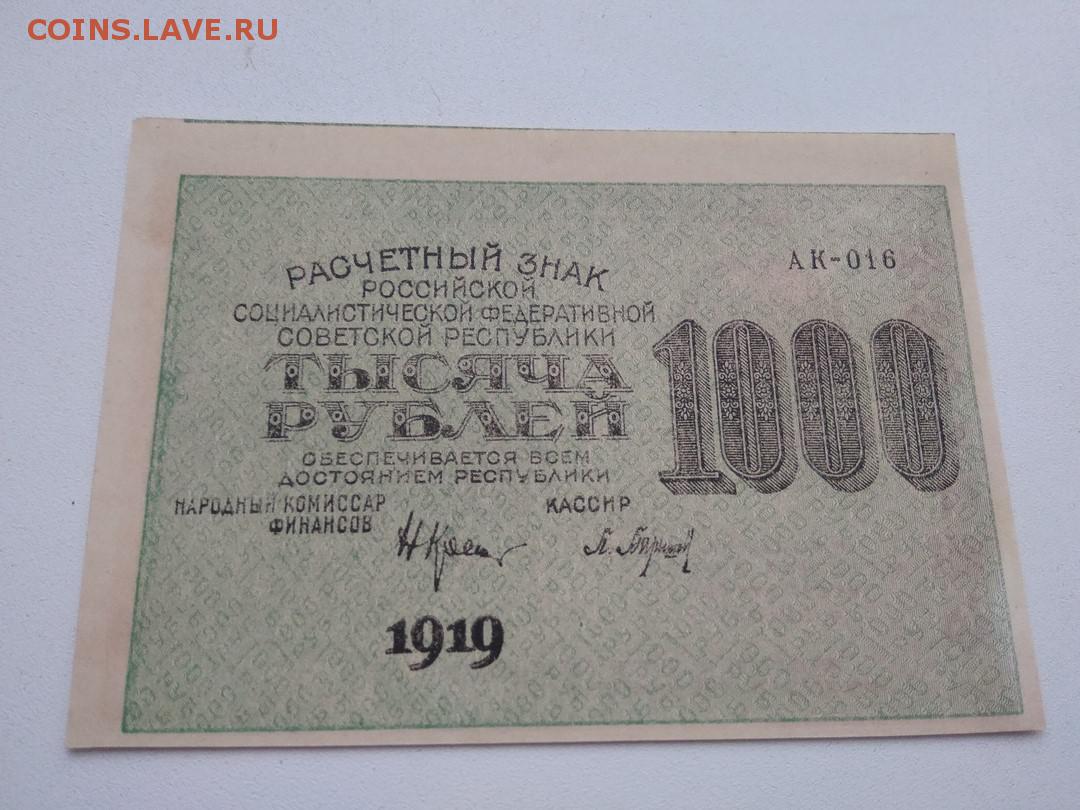 COINS.LAVE.RU
РАСЧЕТНЫЙ ЗНАК
АК-016
РОССИЙСКОЙ
СОЦИАЛИСТИЧЕСКОЙ ФЕДЕРАТИВНОЙ
СОВЕТСКОЙ РЕСПУБЛИКИ
ТЫСЯЧА
РУБЛЕЙ
1000
ОБЕСПЕЧИВАЕТСЯ ВСЕМ
ДОСТОЯНИЕМ РЕСПУБЛИКИ
НАРОДНЫЙ КОМИССАР
ФИНАНСОВ
КАССИР
1919